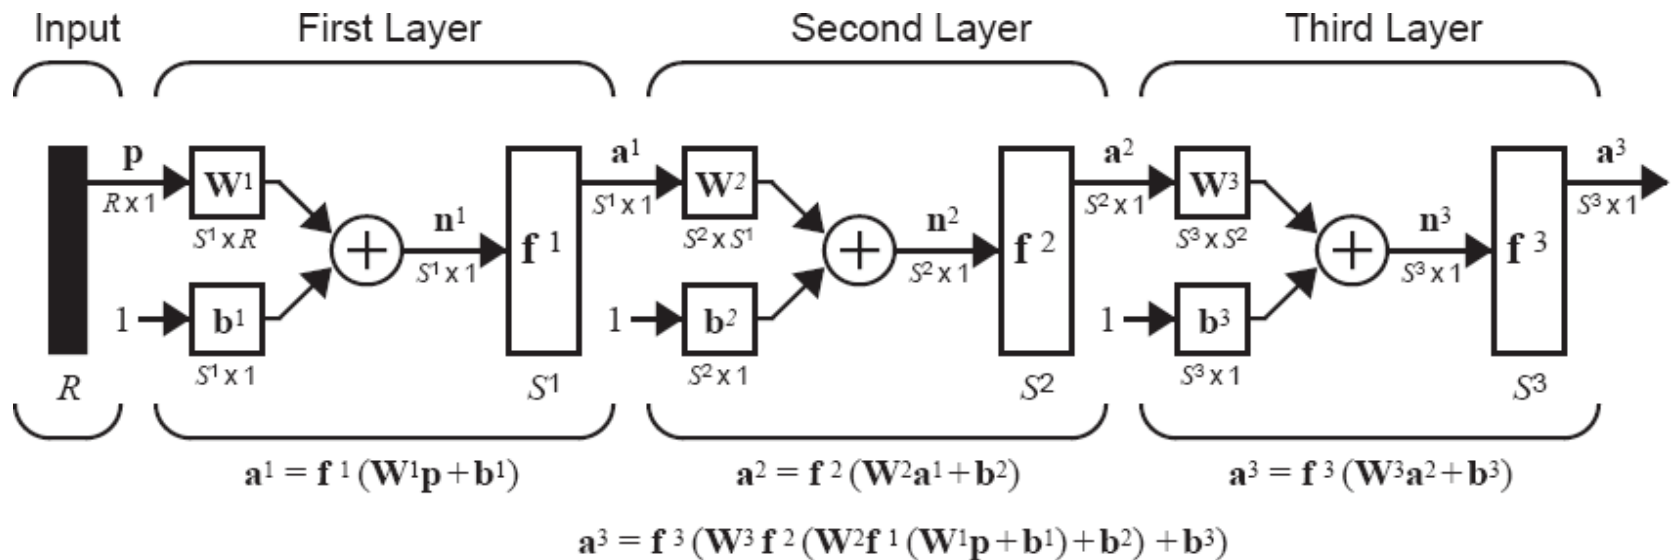 Input First Layer Second Layer Third Layer
p a¹ a² a³
W¹ W² W³
R x 1 S¹ x 1 S² x 1 S³ x 1
S¹ x R n¹ S² x S¹ n² S³ x S² n³
f 1 f 2 f 3
S¹ x 1 S² x 1 S³ x 1
1 b¹ 1 b² 1 b³
S¹ x 1 S² x 1 S³ x 1
R S¹ S² S³
a¹ = f ¹ (W¹p + b¹) a² = f ² (W²a¹ + b²) a³ = f ³ (W³a² + b³)
a³ = f ³ (W³ f ² (W²f ¹ (W¹p + b¹) + b²) + b³)